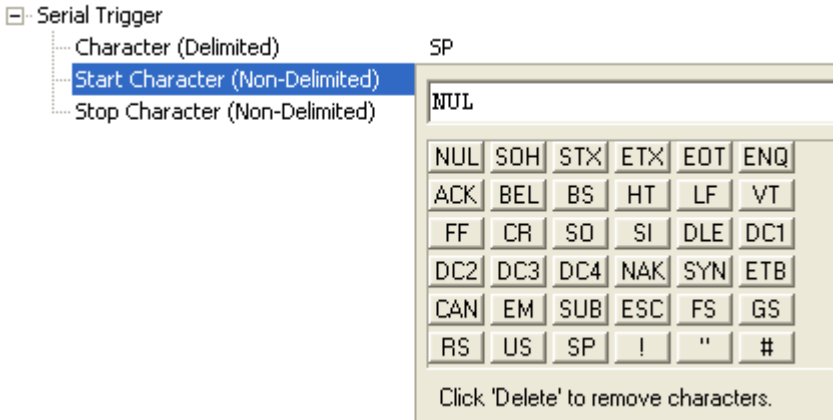 Serial Trigger
Character (Delimited) SP
Start Character (Non-Delimited)
Stop Character (Non-Delimited)
NUL
NUL SOH STX ETX EOT ENQ
ACK BEL BS HT LF VT
FF CR SO SI DLE DC1
DC2 DC3 DC4 NAK SYN ETB
CAN EM SUB ESC FS GS
RS US SP ! " #
Click 'Delete' to remove characters.